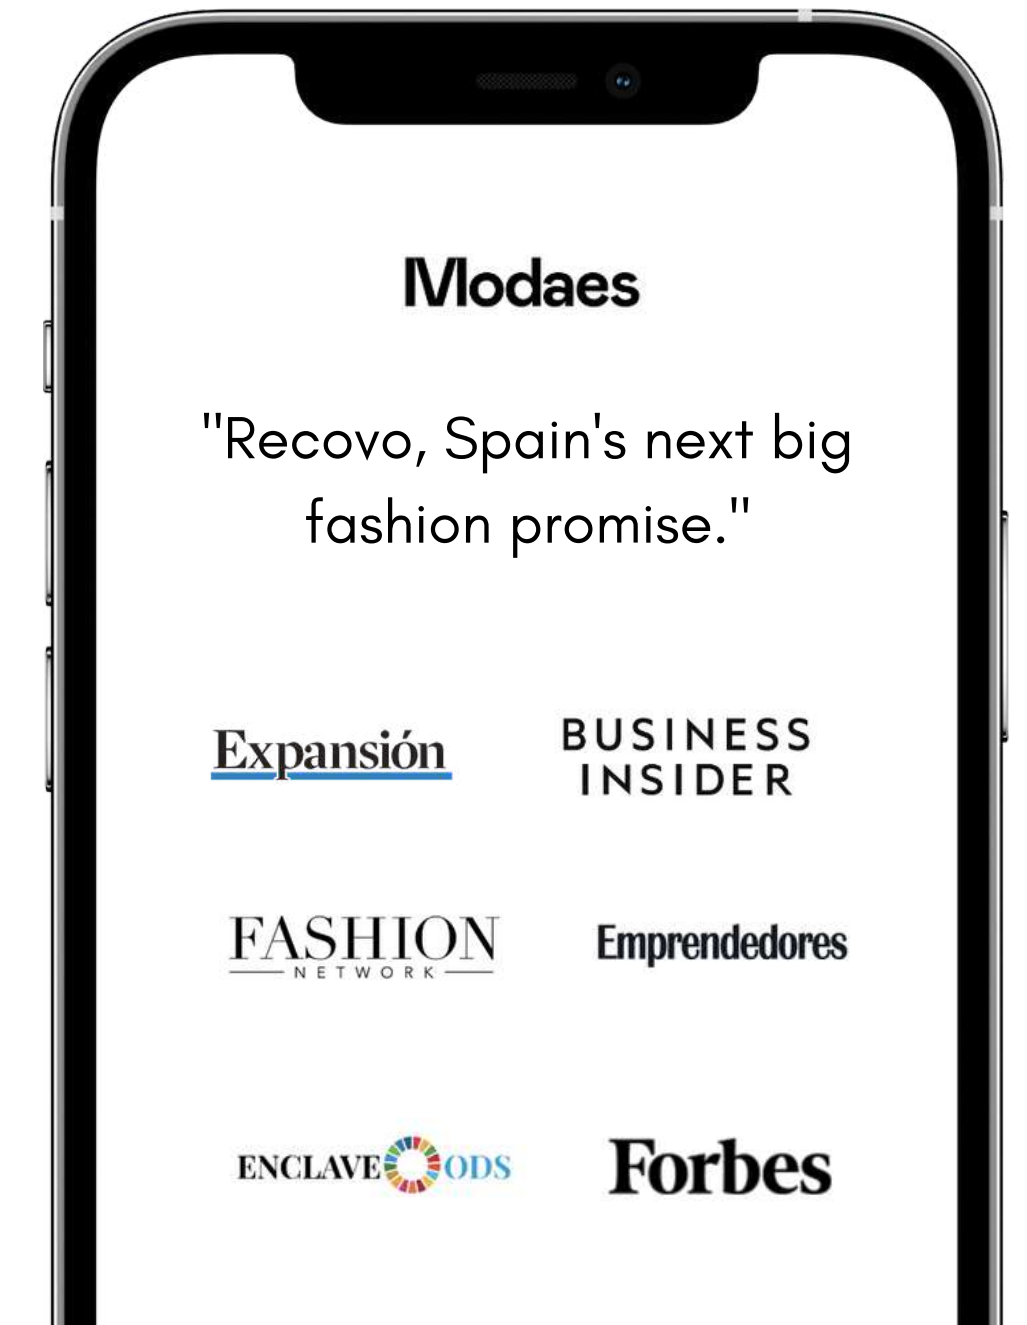 Modaes
"Recovo, Spain's next big
fashion promise."
Expansión
BUSINESS
INSIDER
FASHION
NETWORK
Emprendedores
ENCLAVE ODS
Forbes